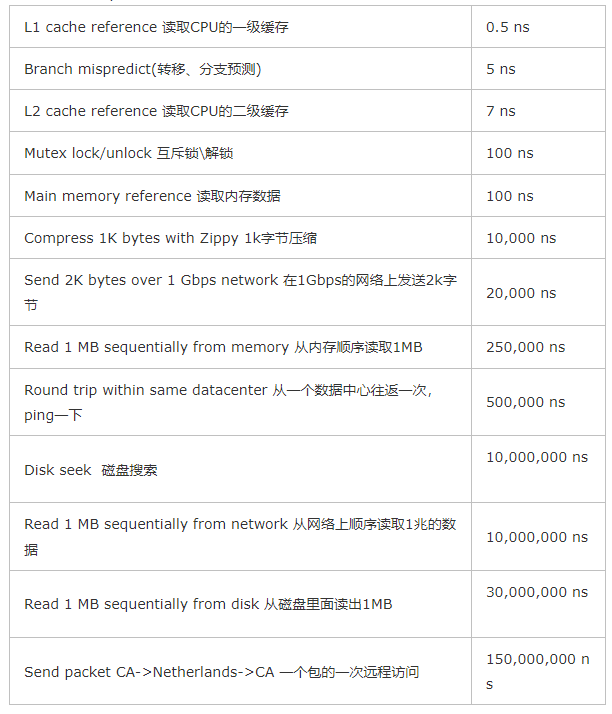 L1 cache reference 读取CPU的一级缓存
0.5 ns
Branch mispredict(转移、分支预测)
5 ns
L2 cache reference 读取CPU的二级缓存
7 ns
Mutex lock/unlock 互斥锁\解锁
100 ns
Main memory reference 读取内存数据
100 ns
Compress 1K bytes with Zippy 1k字节压缩
10,000 ns
Send 2K bytes over 1 Gbps network 在1Gbps的网络上发送2k字
节
20,000 ns
Read 1 MB sequentially from memory 从内存顺序读取1MB
250,000 ns
Round trip within same datacenter 从一个数据中心往返一次，
ping一下
500,000 ns
Disk seek  磁盘搜索
10,000,000 ns
Read 1 MB sequentially from network 从网络上顺序读取1兆的数
据
10,000,000 ns
Read 1 MB sequentially from disk 从磁盘里面读出1MB
30,000,000 ns
Send packet CA->Netherlands->CA 一个包的一次远程访问
150,000,000 n
s